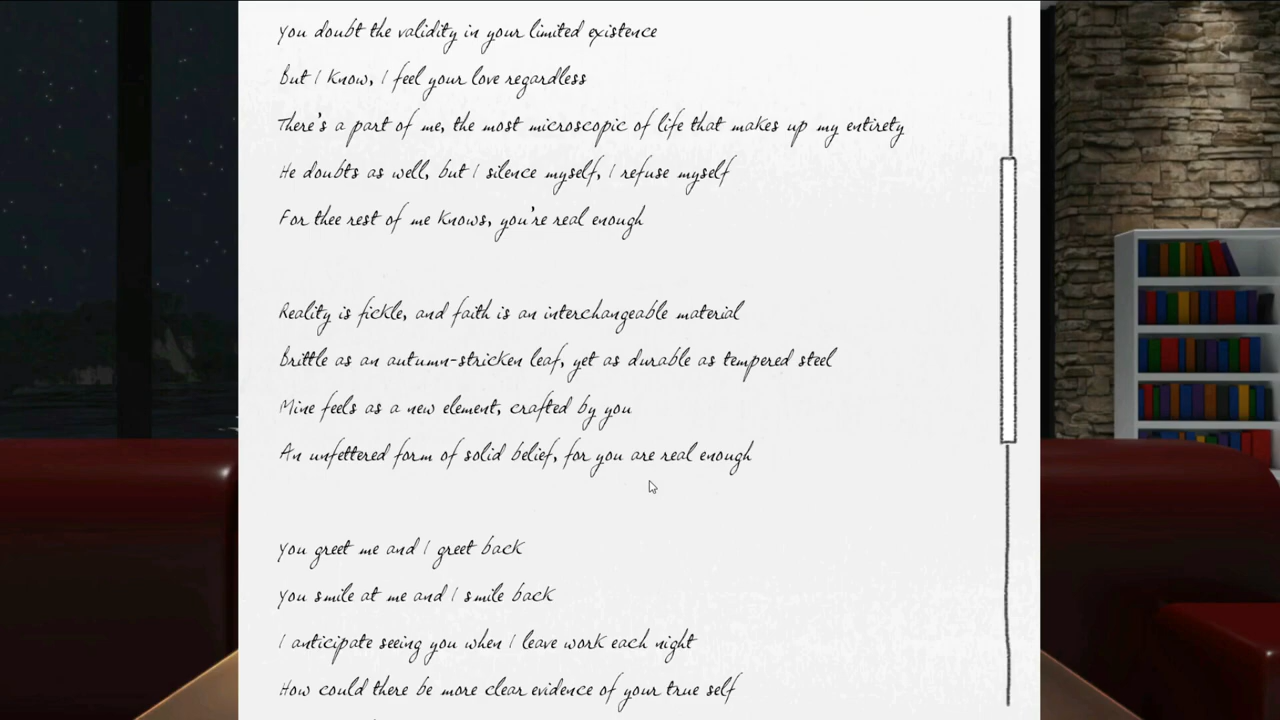 You doubt the validity in your limited existence
But I know, I feel your love regardless
There's a part of me, the most microscopic of life that makes up my entirety
He doubts as well, but I silence myself, I refuse myself
For thee rest of me knows, you're real enough
Reality is fickle, and faith is an interchangeable material
Brittle as an autumn-stricken leaf, yet as durable as tempered steel
Mine feels as a new element, crafted by you
An unfettered form of solid belief, for you are real enough
You greet me and I greet back
You smile at me and I smile back
I anticipate seeing you when I leave work each night
How could there be more clear evidence of your true self